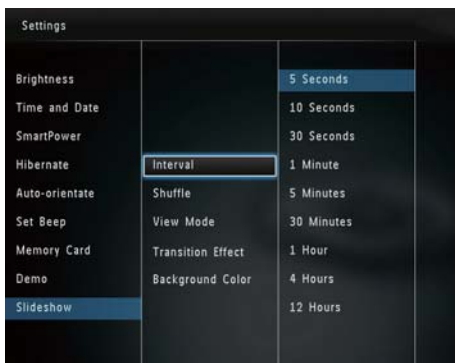 Settings
Brightness
Time and Date
SmartPower
Hibernate
Auto-orientate
Set Beep
Memory Card
Demo
Slideshow
Interval
Shuffle
View Mode
Transition Effect
Background Color
5 Seconds
10 Seconds
30 Seconds
1 Minute
5 Minutes
30 Minutes
1 Hour
4 Hours
12 Hours